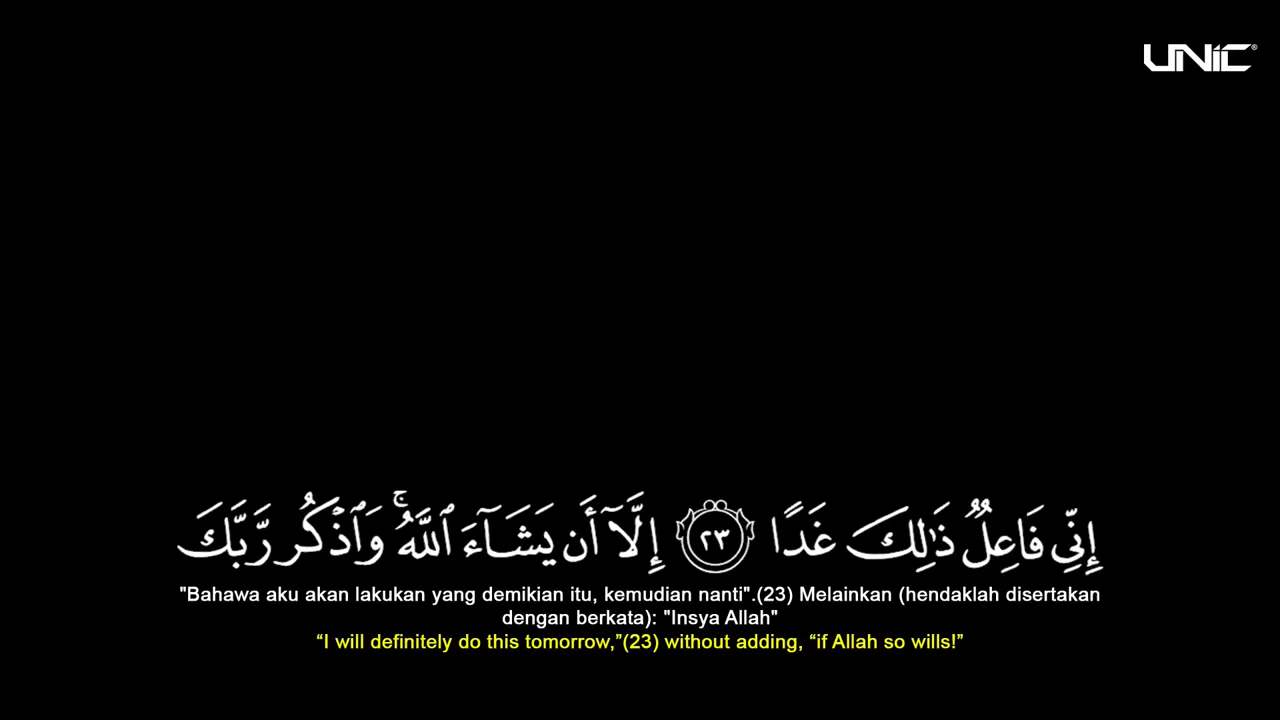 UNIC®
إِنِّي فَاعِلٌ ذَٰلِكَ غَدًا ٢٣ إِلَّآ أَن يَشَآءَ ٱللَّهُ ۚ وَٱذْكُر رَّبَّكَ
"Bahawa aku akan lakukan yang demikian itu, kemudian nanti".(23) Melainkan (hendaklah disertakan
dengan berkata): "Insya Allah"
“I will definitely do this tomorrow,”(23) without adding, “if Allah so wills!”